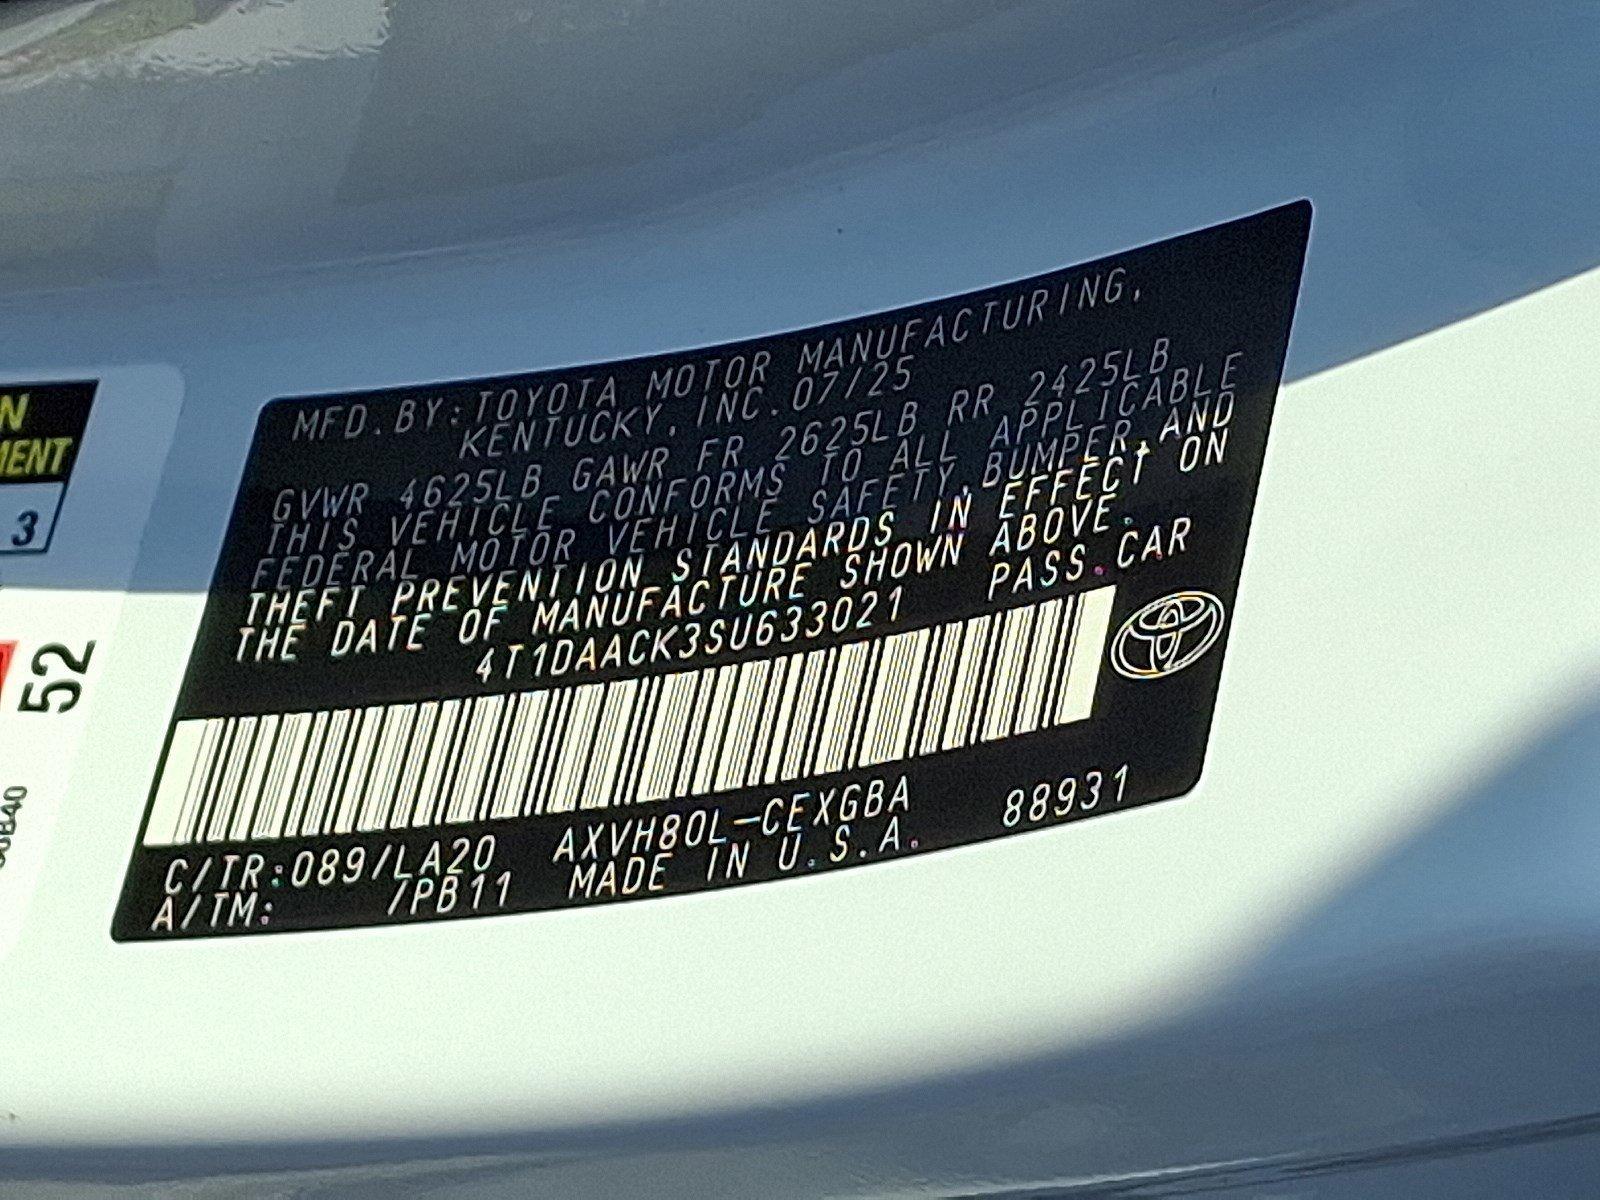 MFD. BY: TOYOTA MOTOR MANUFACTURING,
KENTUCKY, INC. 07/25
GVWR 4625LB GAWR FR 2625LB RR 2425LB
THIS VEHICLE CONFORMS TO ALL APPLICABLE
FEDERAL MOTOR VEHICLE SAFETY, BUMPER, AND
THEFT PREVENTION STANDARDS IN EFFECT ON
THE DATE OF MANUFACTURE SHOWN ABOVE.
4T1DAACK3SU633021 PASS. CAR
C/TR: 089/LA20 AXVH80L-CEXGBA 88931
A/TM: /PB11 MADE IN U.S.A.
3
52